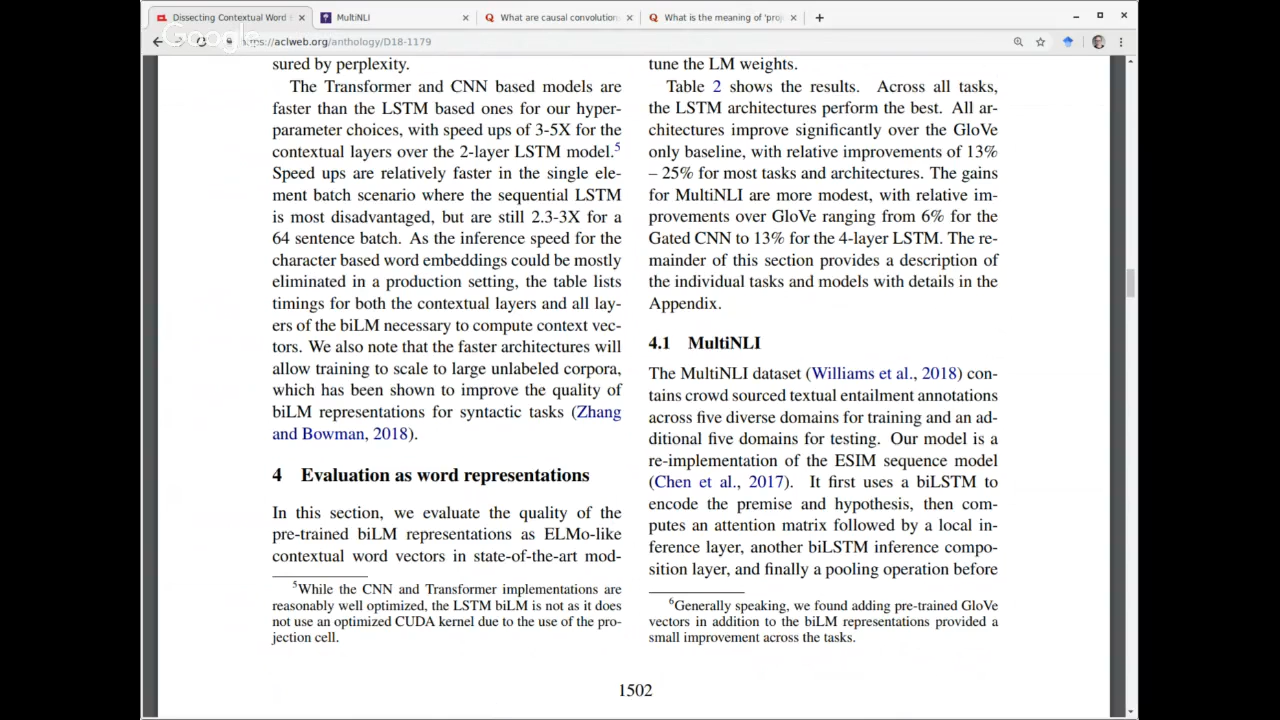 Dissecting Contextual Word
MultiNLI
What are causal convolution
What is the meaning of 'proj
Google
https://aclweb.org/anthology/D18-1179
sured by perplexity.
The Transformer and CNN based models are
faster than the LSTM based ones for our hyper-
parameter choices, with speed ups of 3-5X for the
contextual layers over the 2-layer LSTM model.5
Speed ups are relatively faster in the single ele-
ment batch scenario where the sequential LSTM
is most disadvantaged, but are still 2.3-3X for a
64 sentence batch. As the inference speed for the
character based word embeddings could be mostly
eliminated in a production setting, the table lists
timings for both the contextual layers and all lay-
ers of the biLM necessary to compute context vec-
tors. We also note that the faster architectures will
allow training to scale to large unlabeled corpora,
which has been shown to improve the quality of
biLM representations for syntactic tasks (Zhang
and Bowman, 2018).
4 Evaluation as word representations
In this section, we evaluate the quality of the
pre-trained biLM representations as ELMo-like
contextual word vectors in state-of-the-art mod-
5While the CNN and Transformer implementations are
reasonably well optimized, the LSTM biLM is not as it does
not use an optimized CUDA kernel due to the use of the pro-
jection cell.
tune the LM weights.
Table 2 shows the results. Across all tasks,
the LSTM architectures perform the best. All ar-
chitectures improve significantly over the GloVe
only baseline, with relative improvements of 13%
– 25% for most tasks and architectures. The gains
for MultiNLI are more modest, with relative im-
provements over GloVe ranging from 6% for the
Gated CNN to 13% for the 4-layer LSTM. The re-
mainder of this section provides a description of
the individual tasks and models with details in the
Appendix.
4.1 MultiNLI
The MultiNLI dataset (Williams et al., 2018) con-
tains crowd sourced textual entailment annotations
across five diverse domains for training and an ad-
ditional five domains for testing. Our model is a
re-implementation of the ESIM sequence model
(Chen et al., 2017). It first uses a biLSTM to
encode the premise and hypothesis, then com-
putes an attention matrix followed by a local in-
ference layer, another biLSTM inference compo-
sition layer, and finally a pooling operation before
6Generally speaking, we found adding pre-trained GloVe
vectors in addition to the biLM representations provided a
small improvement across the tasks.
1502